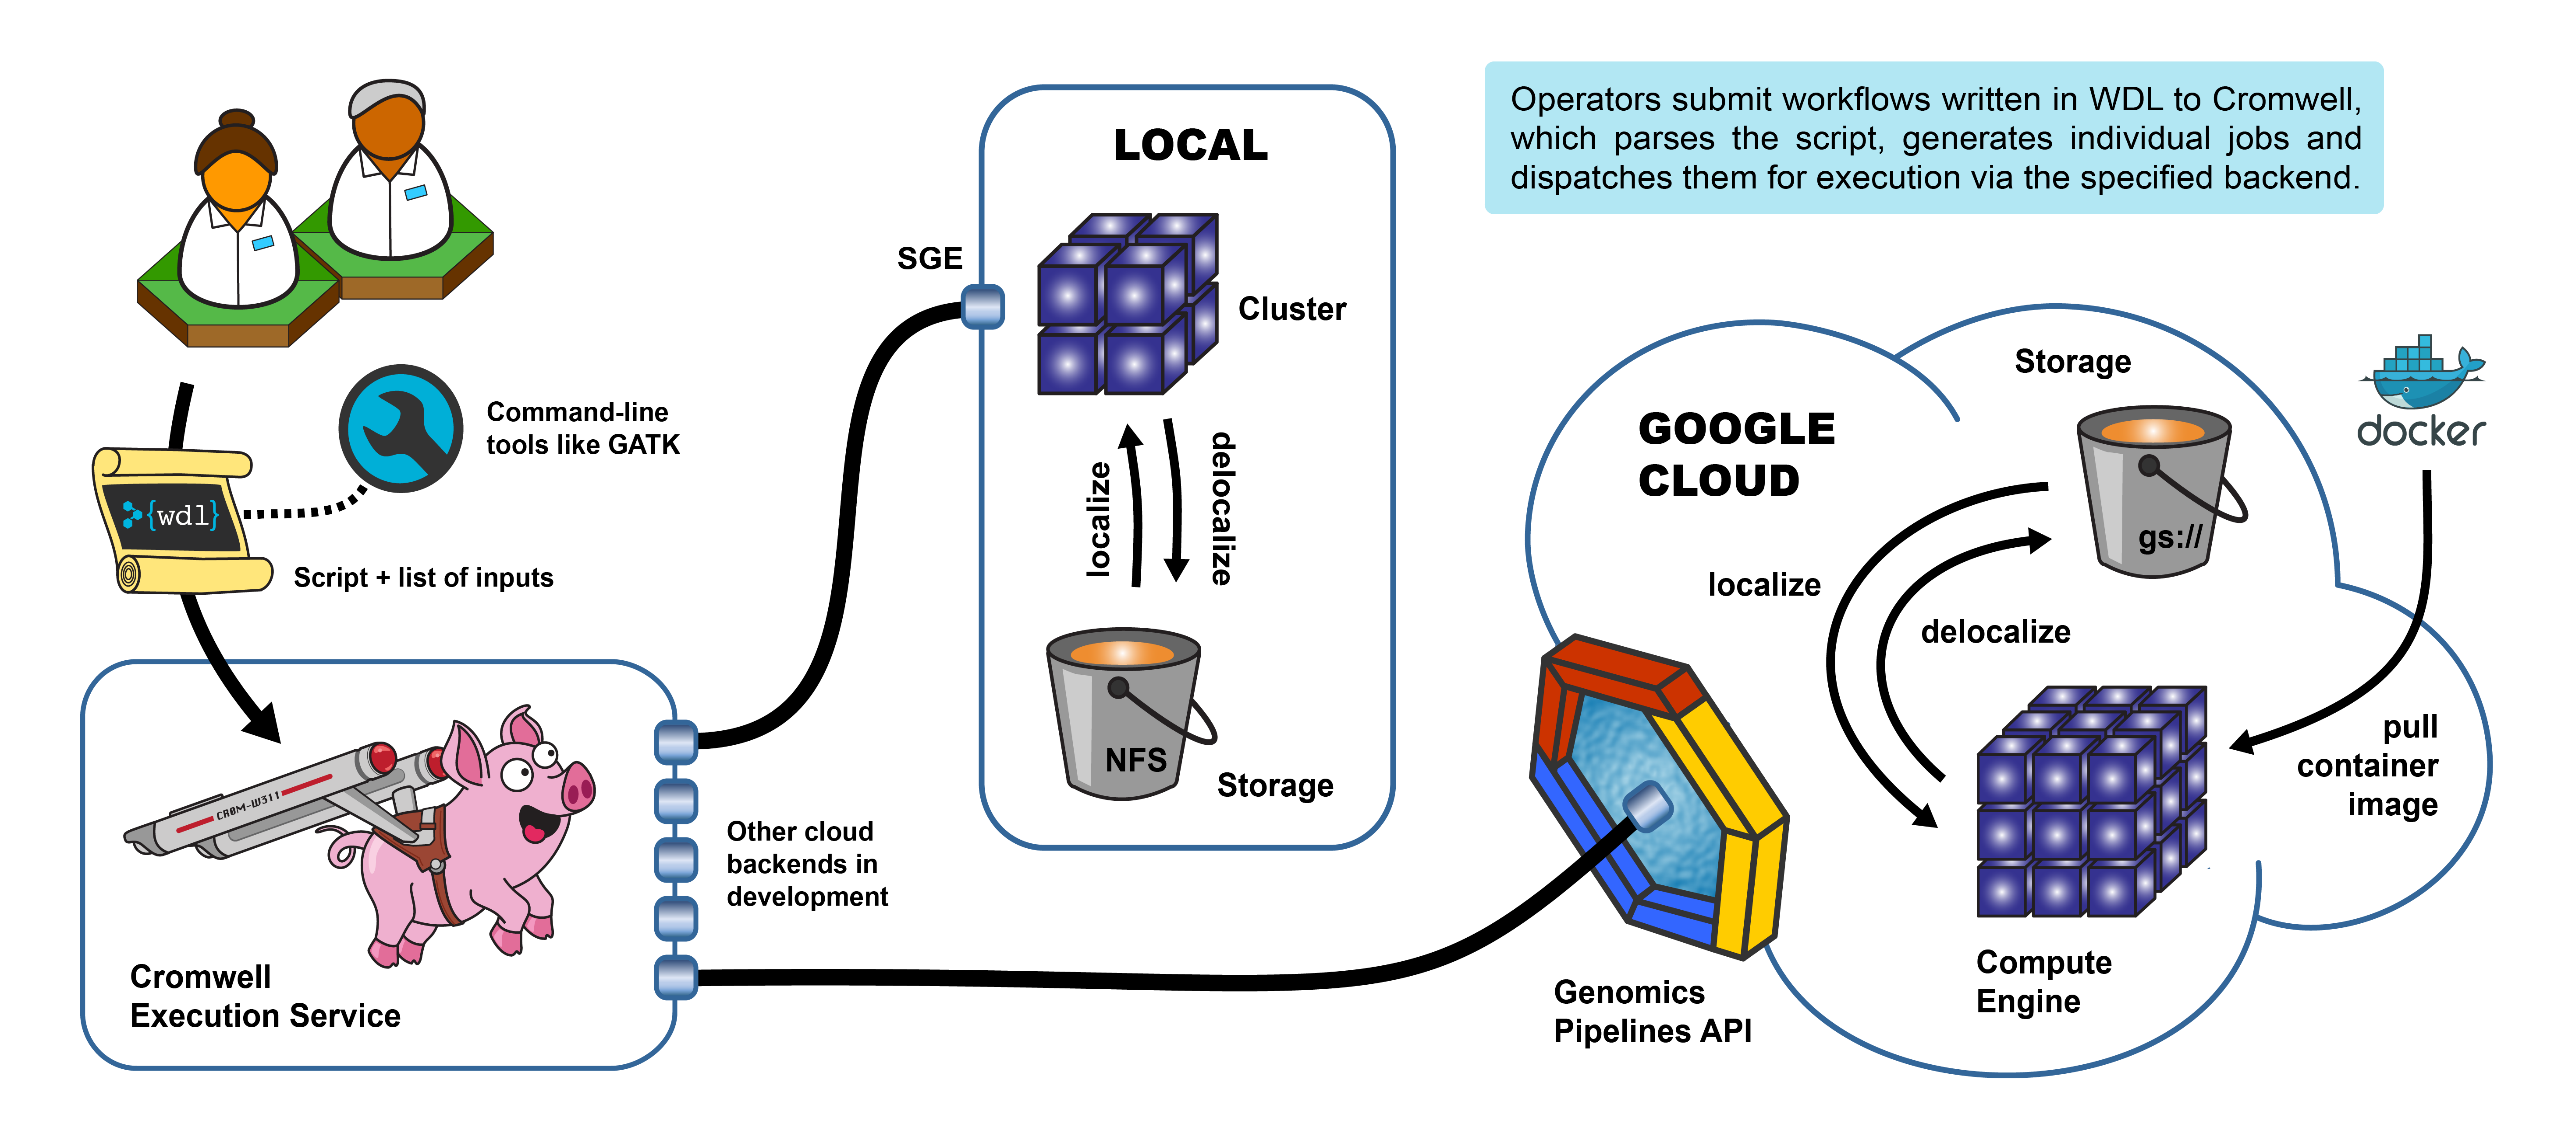 Operators submit workflows written in WDL to Cromwell,
which parses the script, generates individual jobs and
dispatches them for execution via the specified backend.
LOCAL
SGE
Cluster
localize
delocalize
NFS
Storage
Command-line
tools like GATK
{wdl}
Script + list of inputs
CR0M-W311
Cromwell
Execution Service
Other cloud
backends in
development
GOOGLE
CLOUD
Storage
gs://
docker
localize
delocalize
pull
container
image
Compute
Engine
Genomics
Pipelines API